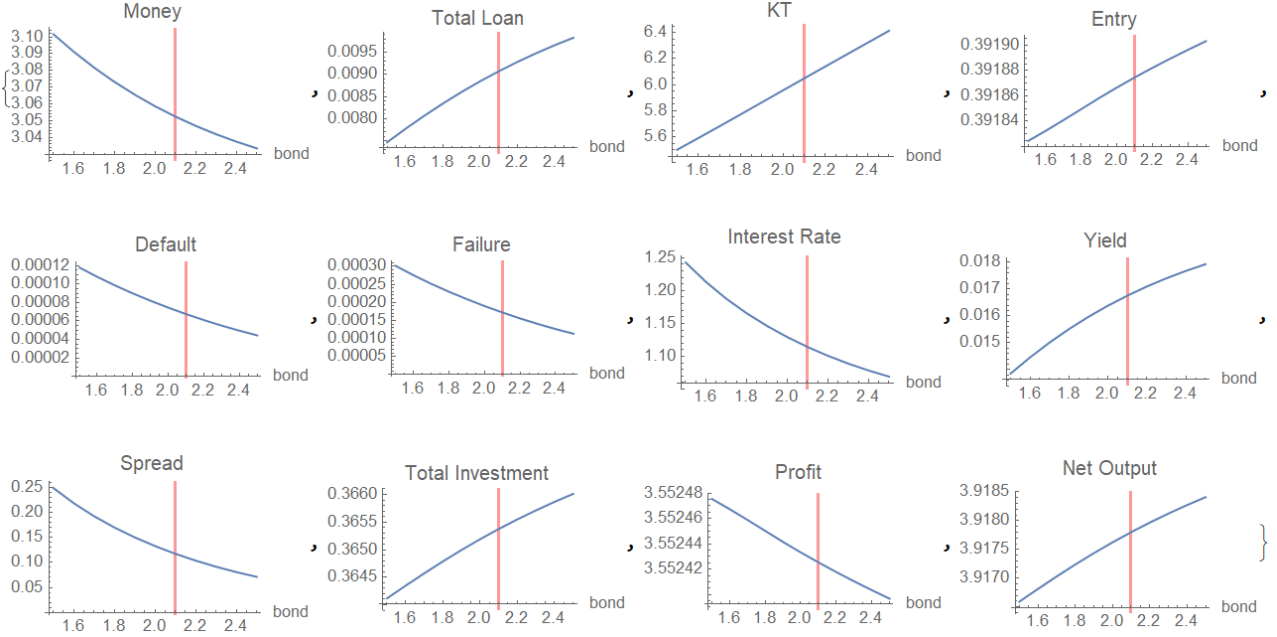 Money
Total Loan
KT
Entry
{
3.10
3.09
3.08
3.07
3.06
3.05
3.04
1.6 1.8 2.0 2.2 2.4
bond
,
0.0095
0.0090
0.0085
0.0080
1.6 1.8 2.0 2.2 2.4
bond
,
6.4
6.2
6.0
5.8
5.6
1.6 1.8 2.0 2.2 2.4
bond
,
0.39190
0.39188
0.39186
0.39184
1.6 1.8 2.0 2.2 2.4
bond
,
Default
Failure
Interest Rate
Yield
0.00012
0.00010
0.00008
0.00006
0.00004
0.00002
1.6 1.8 2.0 2.2 2.4
bond
,
0.00030
0.00025
0.00020
0.00015
0.00010
0.00005
1.6 1.8 2.0 2.2 2.4
bond
,
1.25
1.20
1.15
1.10
1.6 1.8 2.0 2.2 2.4
bond
,
0.018
0.017
0.016
0.015
1.6 1.8 2.0 2.2 2.4
bond
,
Spread
Total Investment
Profit
Net Output
0.25
0.20
0.15
0.10
0.05
1.6 1.8 2.0 2.2 2.4
bond
,
0.3660
0.3655
0.3650
0.3645
1.6 1.8 2.0 2.2 2.4
bond
,
3.55248
3.55246
3.55244
3.55242
1.6 1.8 2.0 2.2 2.4
bond
,
3.9185
3.9180
3.9175
3.9170
1.6 1.8 2.0 2.2 2.4
bond
}